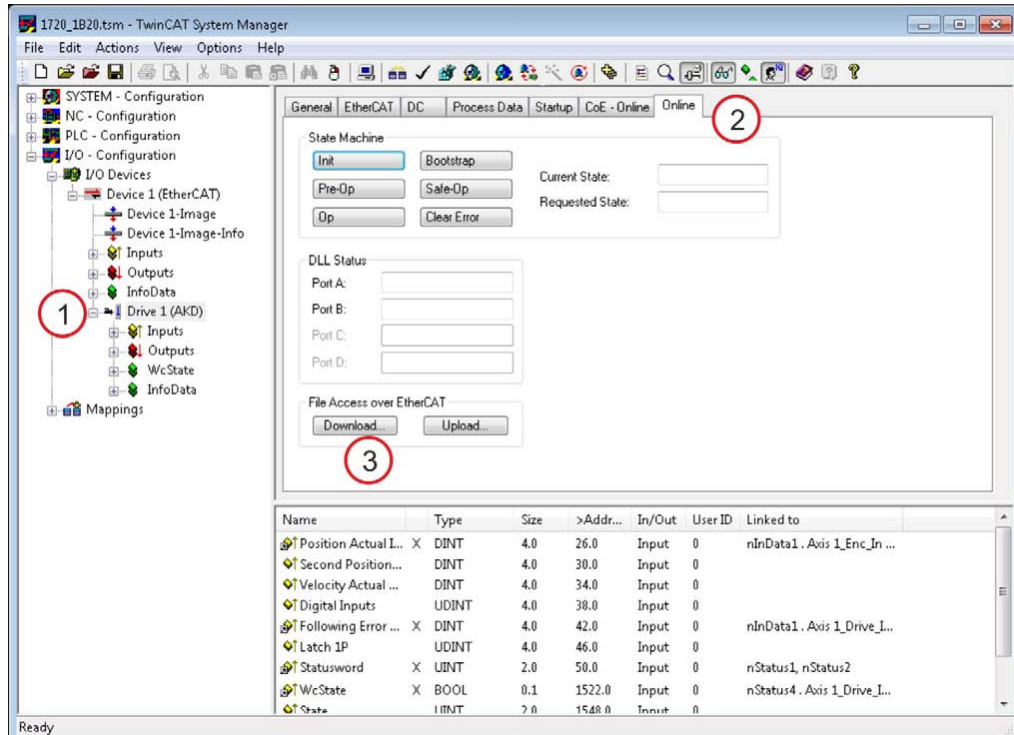 1720_1B20.tsm - TwinCAT System Manager
File Edit Actions View Options Help
SYSTEM - Configuration
NC - Configuration
PLC - Configuration
I/O - Configuration
I/O Devices
Device 1 (EtherCAT)
Device 1-Image
Device 1-Image-Info
Inputs
Outputs
InfoData
1
Drive 1 (AKD)
Inputs
Outputs
WcState
InfoData
Mappings
General EtherCAT DC Process Data Startup CoE - Online Online
2
State Machine
Init Bootstrap
Pre-Op Safe-Op
Op Clear Error
Current State:
Requested State:
DLL Status
Port A:
Port B:
Port C:
Port D:
File Access over EtherCAT
Download... Upload...
3
Name Type Size >Addr... In/Out User ID Linked to
Position Actual I... X DINT 4.0 26.0 Input 0 nInData1 . Axis 1_Enc_In ...
Second Position... DINT 4.0 30.0 Input 0
Velocity Actual ... DINT 4.0 34.0 Input 0
Digital Inputs UDINT 4.0 38.0 Input 0
Following Error ... X DINT 4.0 42.0 Input 0 nInData1 . Axis 1_Drive_I...
Latch 1P UDINT 4.0 46.0 Input 0
Statusword X UINT 2.0 50.0 Input 0 nStatus1, nStatus2
WcState X BOOL 0.1 1522.0 Input 0 nStatus4 . Axis 1_Drive_I...
State UINT 2.0 1548.0 Input 0
Ready